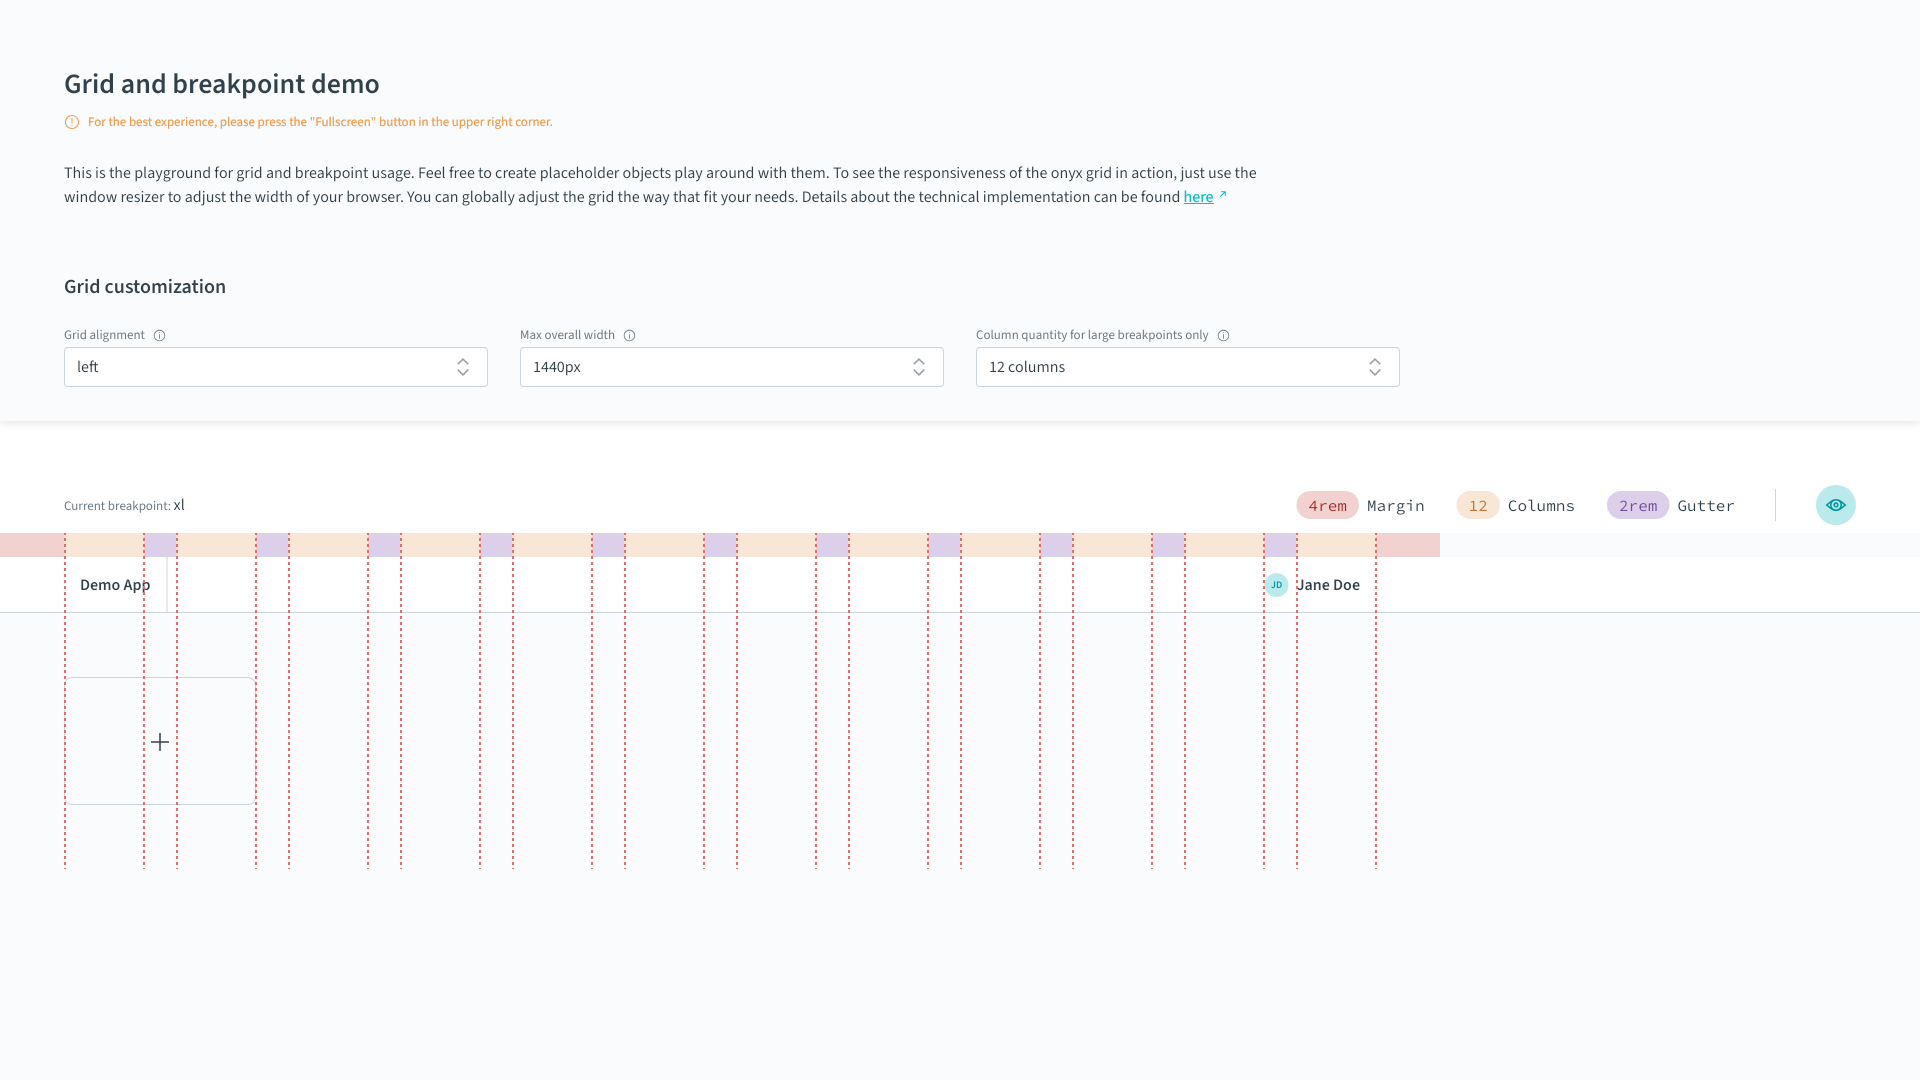 Grid and breakpoint demo
For the best experience, please press the "Fullscreen" button in the upper right corner.
This is the playground for grid and breakpoint usage. Feel free to create placeholder objects play around with them. To see the responsiveness of the onyx grid in action, just use the
window resizer to adjust the width of your browser. You can globally adjust the grid the way that fit your needs. Details about the technical implementation can be found here
Grid customization
Grid alignment
Max overall width
Column quantity for large breakpoints only
left
1440px
12 columns
Current breakpoint: xl
4rem Margin
12 Columns
2rem Gutter
Demo App
JD Jane Doe